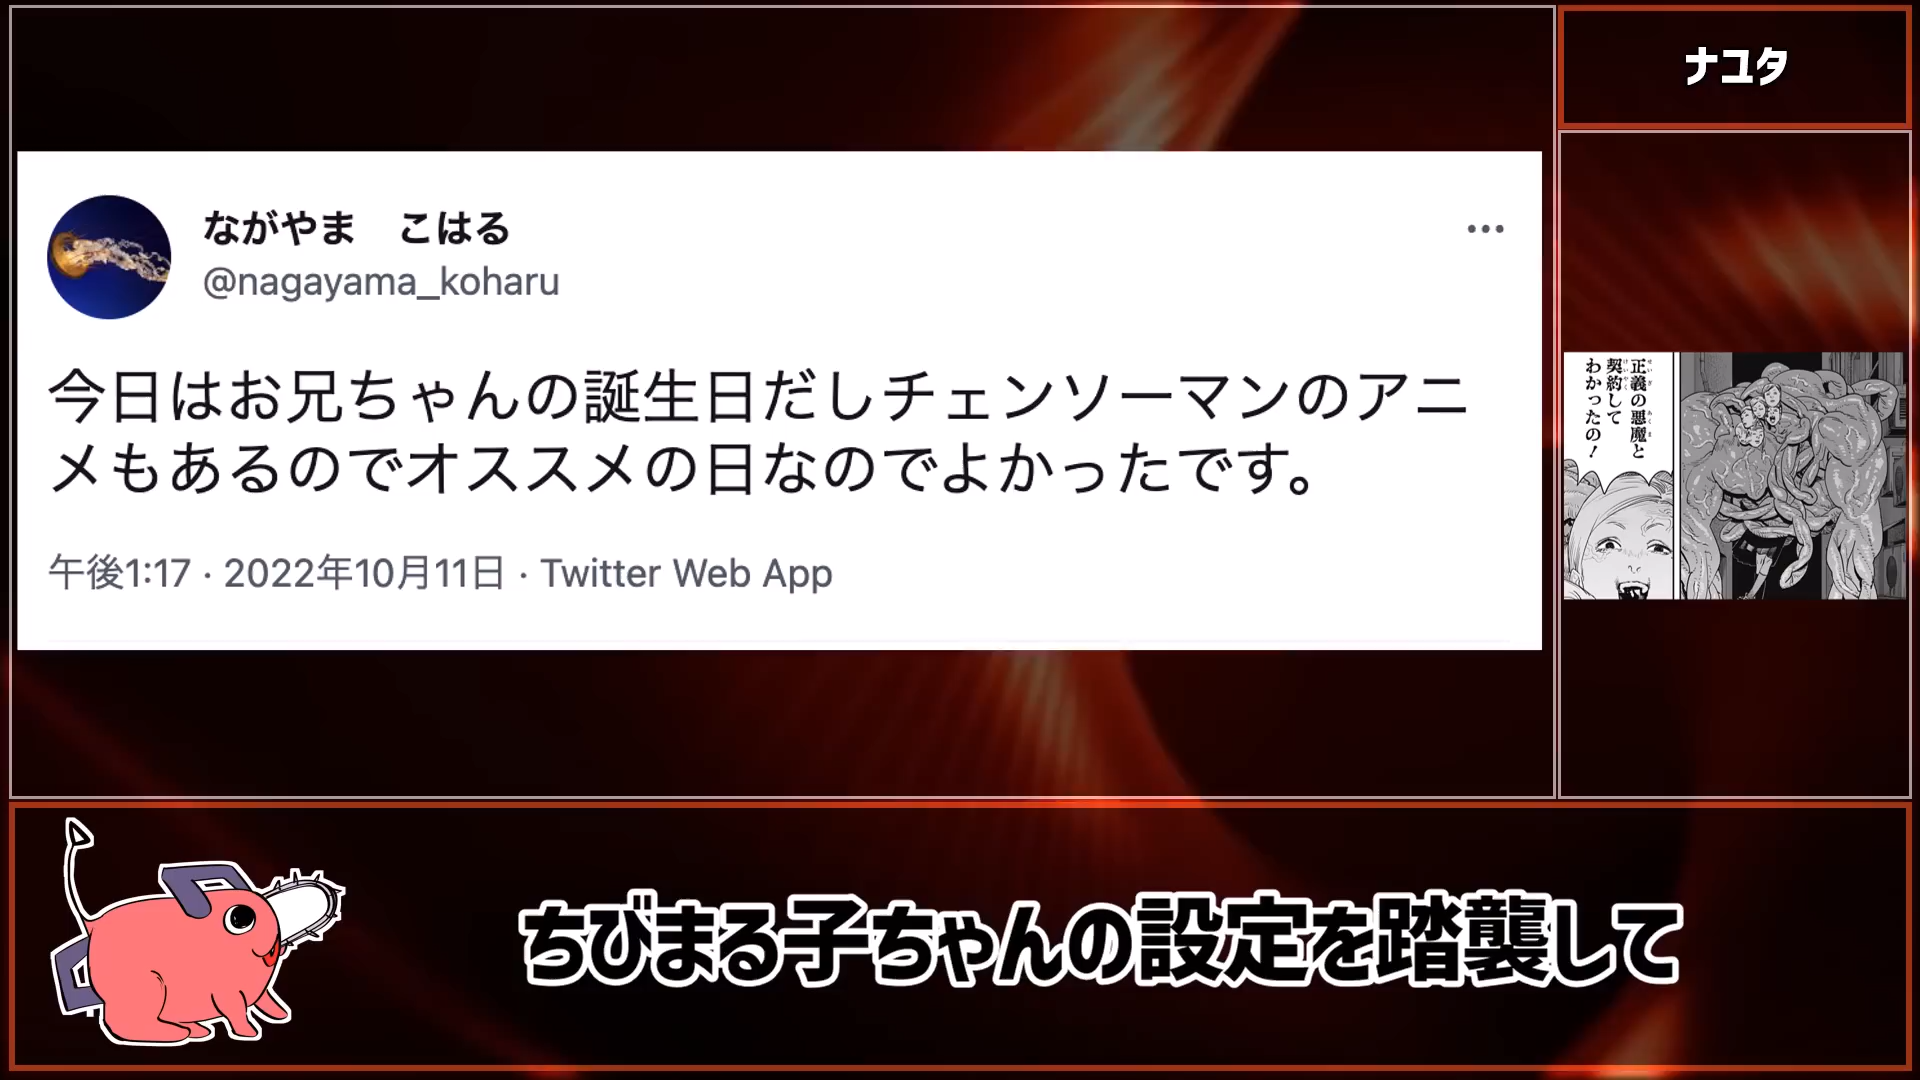 ナユタ
ながやま　こはる
@nagayama_koharu
今日はお兄ちゃんの誕生日だしチェンソーマンのアニ
メもあるのでオススメの日なのでよかったです。
午後1:17 · 2022年10月11日 · Twitter Web App
正義の悪魔と
契約して
わかったの!
ちびまる子ちゃんの設定を踏襲して